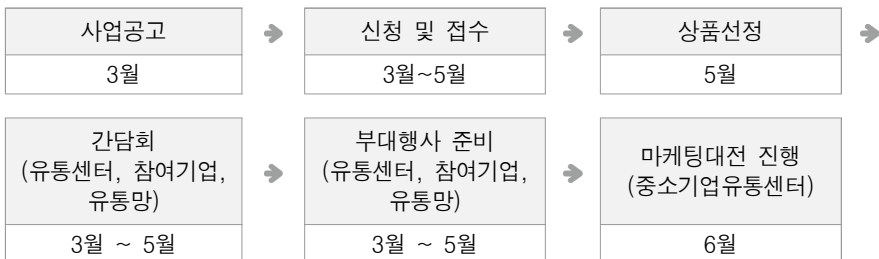 사업공고
3월
신청 및 접수
3월~5월
상품선정
5월
간담회
(유통센터, 참여기업,
유통망)
3월 ~ 5월
부대행사 준비
(유통센터, 참여기업,
유통망)
3월 ~ 5월
마케팅대전 진행
(중소기업유통센터)
6월